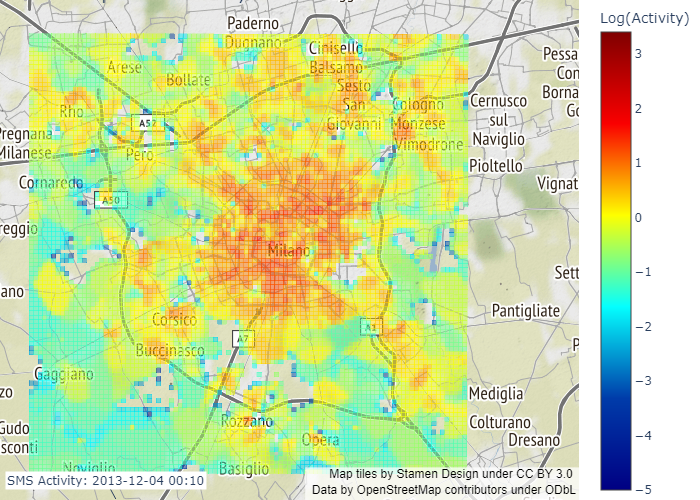 Paderno
Dugnano
Cinisello
Balsamo
Arese
Bollate
Sesto
San
Giovanni
Rho
Cologno
Monzese
Vimodrone
Cernusco
sul
Naviglio
Pessa
Con
Borna
Go
A52
Pregnana
Milanese
Pero
Pioltello
Cornaredo
A50
Vignat
reggio
Milano
Sett
ano
Pantigliate
Corsico
A7
A1
P
Buccinasco
Gaggiano
zo
Mediglia
Rozzano
Colturano
Gudo
sconti
Opera
Dresano
Noviglio
Basiglio
SMS Activity: 2013-12-04 00:10
Map tiles by Stamen Design under CC BY 3.0
Data by OpenStreetMap contributors under ODbL
Log(Activity)
3
2
1
0
−1
−2
−3
−4
−5